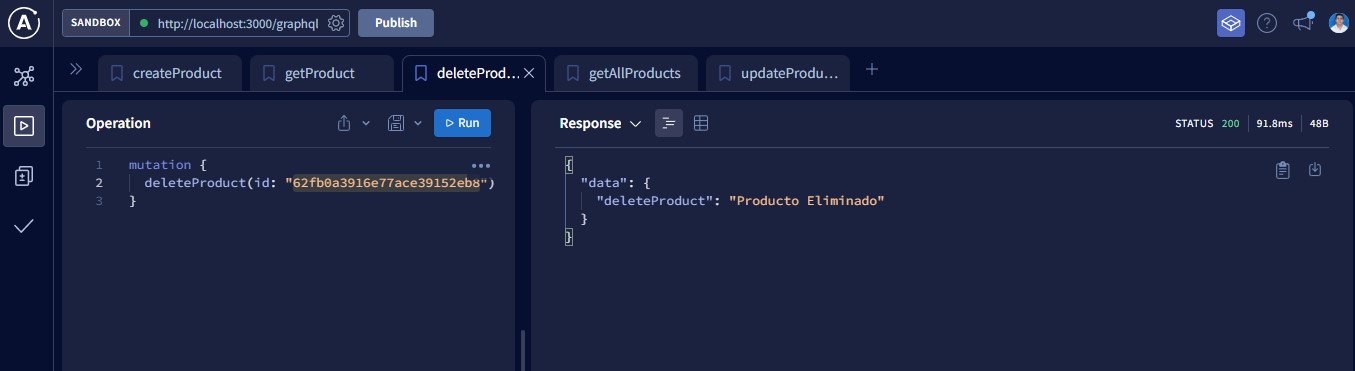 SANDBOX http://localhost:3000/graphql Publish
createProduct getProduct deleteProd... getAllProducts updateProdu...
Operation Run
Response STATUS 200 91.8ms 48B
1 mutation {
2 deleteProduct(id: "62fb0a3916e77ace39152eb8")
3 }
{
"data": {
"deleteProduct": "Producto Eliminado"
}
}